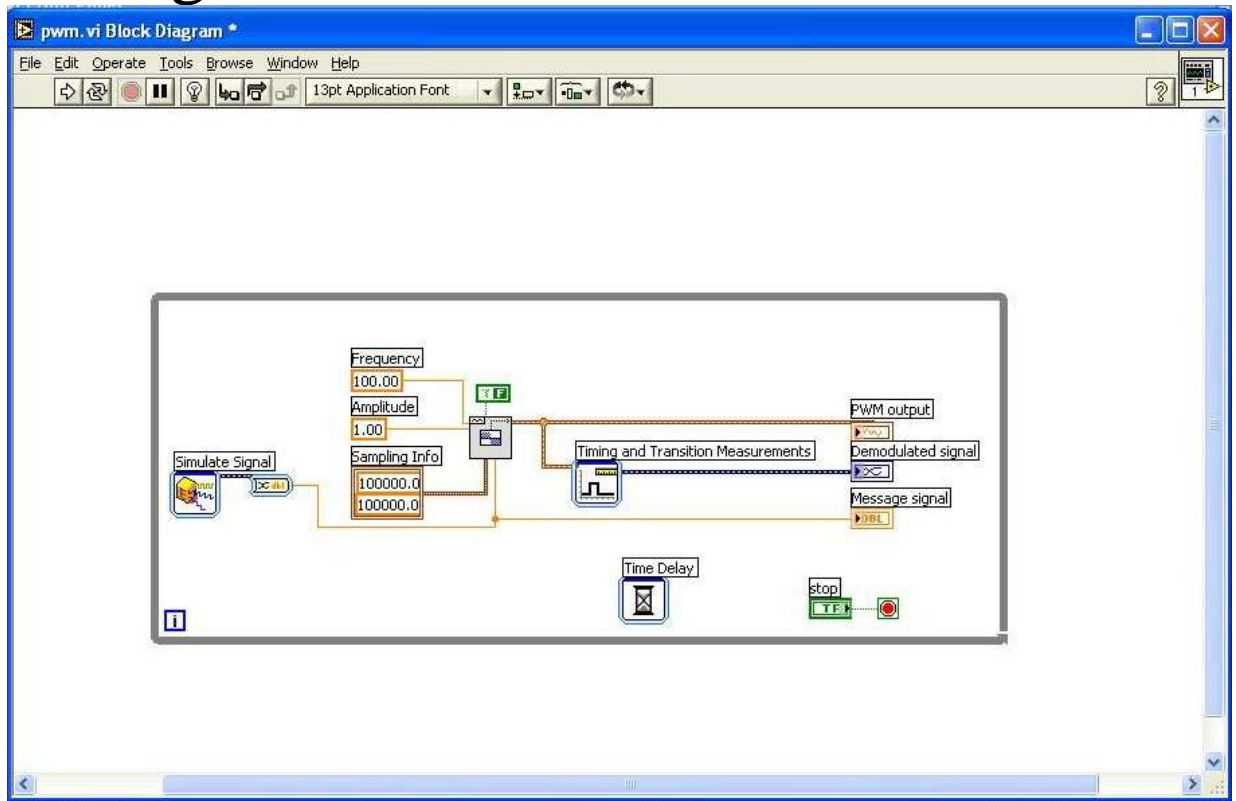 pwm.vi Block Diagram *
File Edit Operate Tools Browse Window Help
13pt Application Font
1
Frequency
100.00
Amplitude
1.00
Sampling Info
100000.0
100000.0
Simulate Signal
dbl
T F
Timing and Transition Measurements
PWM output
Demodulated signal
Message signal
DBL
Time Delay
stop
TF
i